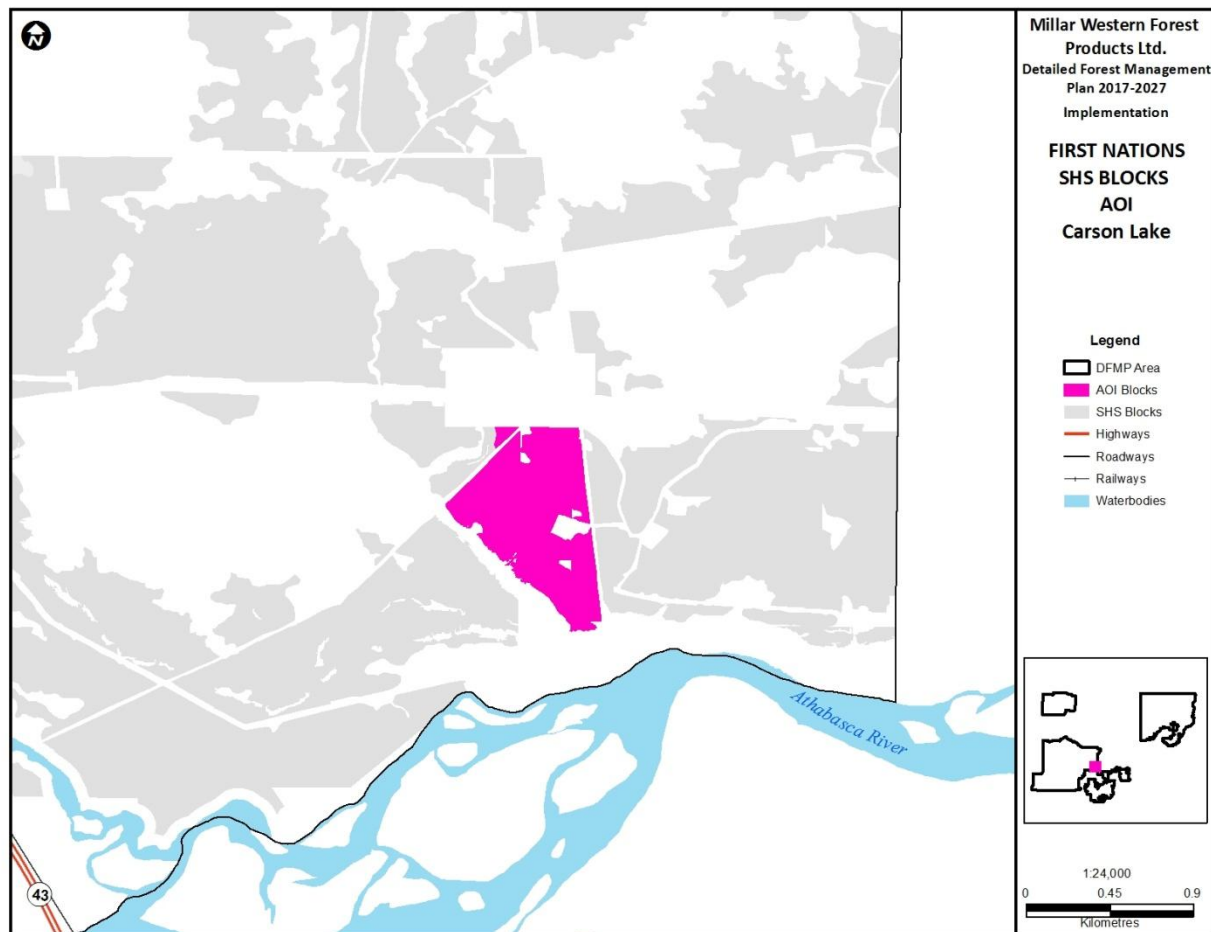 N
Millar Western Forest
Products Ltd.
Detailed Forest Management
Plan 2017-2027
Implementation
FIRST NATIONS
SHS BLOCKS
AOI
Carson Lake
Legend
DFMP Area
AOI Blocks
SHS Blocks
Highways
Roadways
Railways
Waterbodies
Athabasca River
43
1:24,000
0 0.45 0.9
Kilometres